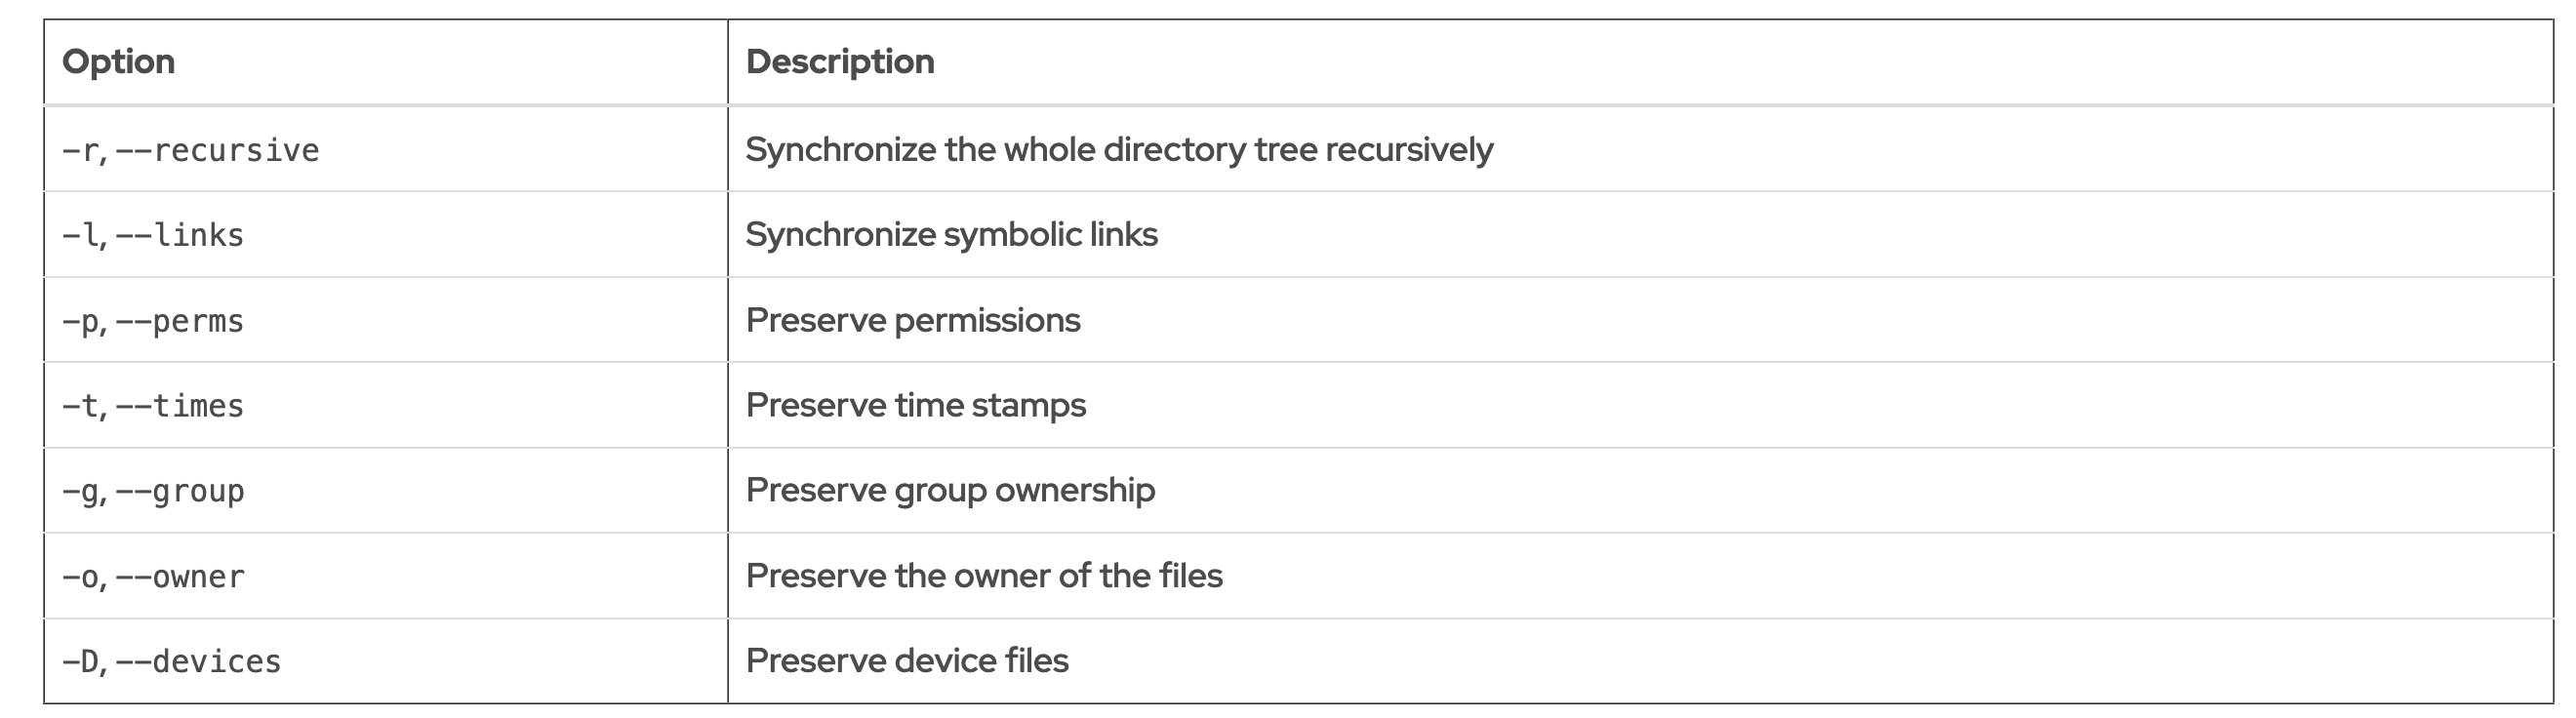 Option Description
-r, --recursive Synchronize the whole directory tree recursively
-l, --links Synchronize symbolic links
-p, --perms Preserve permissions
-t, --times Preserve time stamps
-g, --group Preserve group ownership
-o, --owner Preserve the owner of the files
-D, --devices Preserve device files